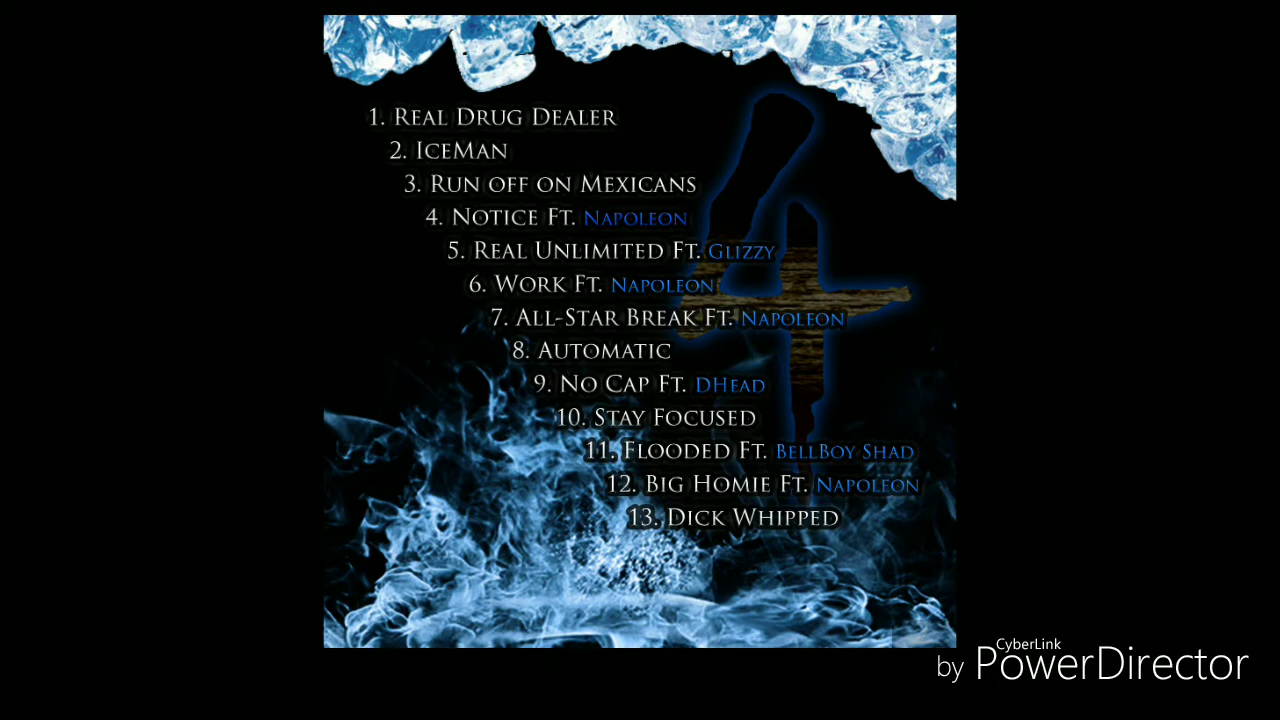 1. Real Drug Dealer
2. IceMan
3. Run off on Mexicans
4. Notice Ft. Napoleon
5. Real Unlimited Ft. Glizzy
6. Work Ft. Napoleon
7. All-Star Break Ft. Napoleon
8. Automatic
9. No Cap Ft. DHead
10. Stay Focused
11. Flooded Ft. BellBoy Shad
12. Big Homie Ft. Napoleon
13. Dick Whipped
4
CyberLink
by PowerDirector